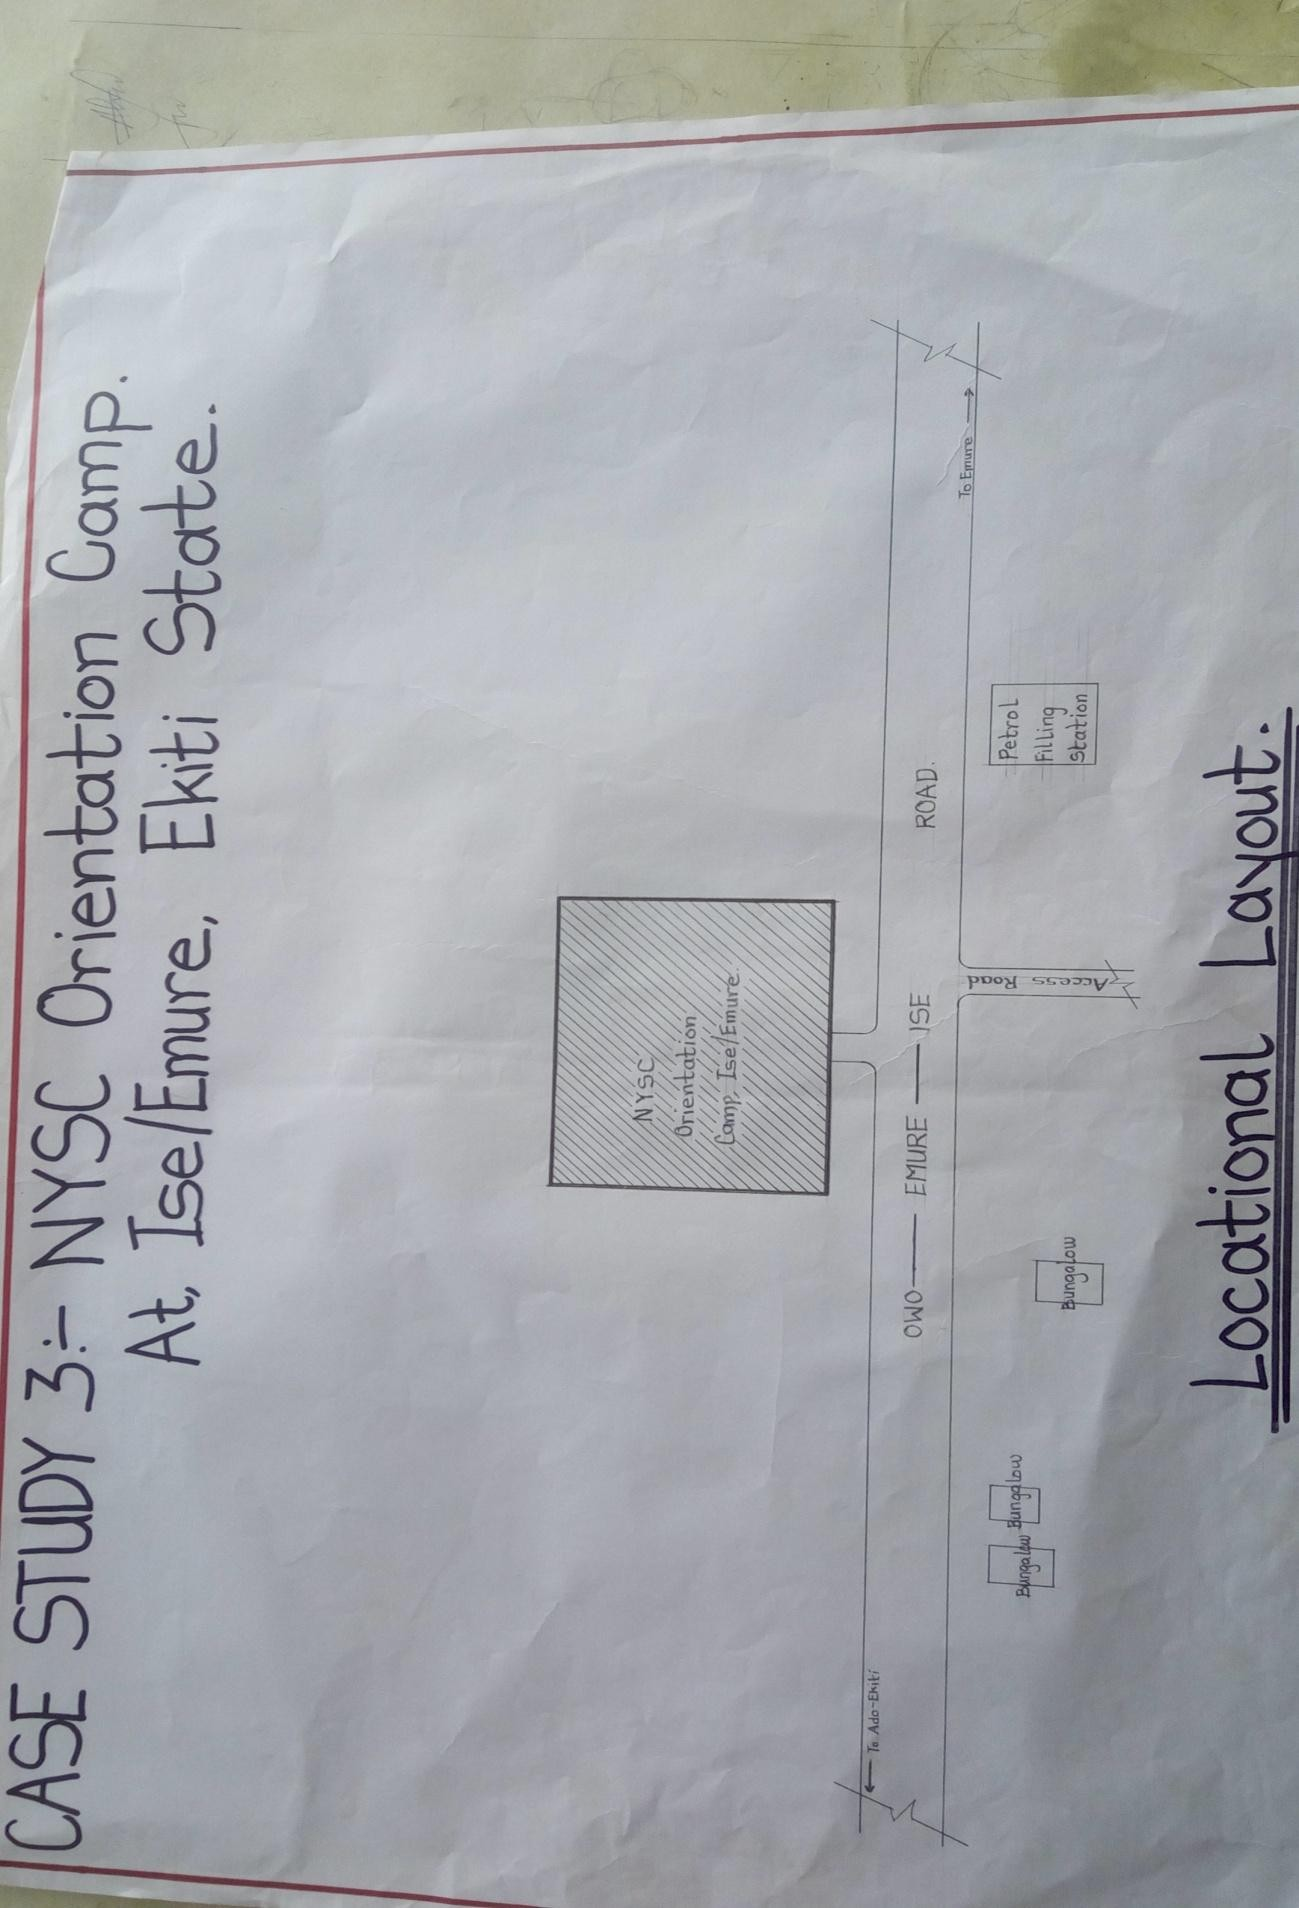 CASE STUDY 3:- NYSC Orientation Camp.
At, Ise/Emure, Ekiti State.
NYSC
Orientation
Camp, Ise/Emure.
To Ado-Ekiti
OWO — EMURE — ISE ROAD.
To Emure
Bungalow
Bungalow
Bungalow
Access Road
Petrol
Filling
Station
Locational Layout.